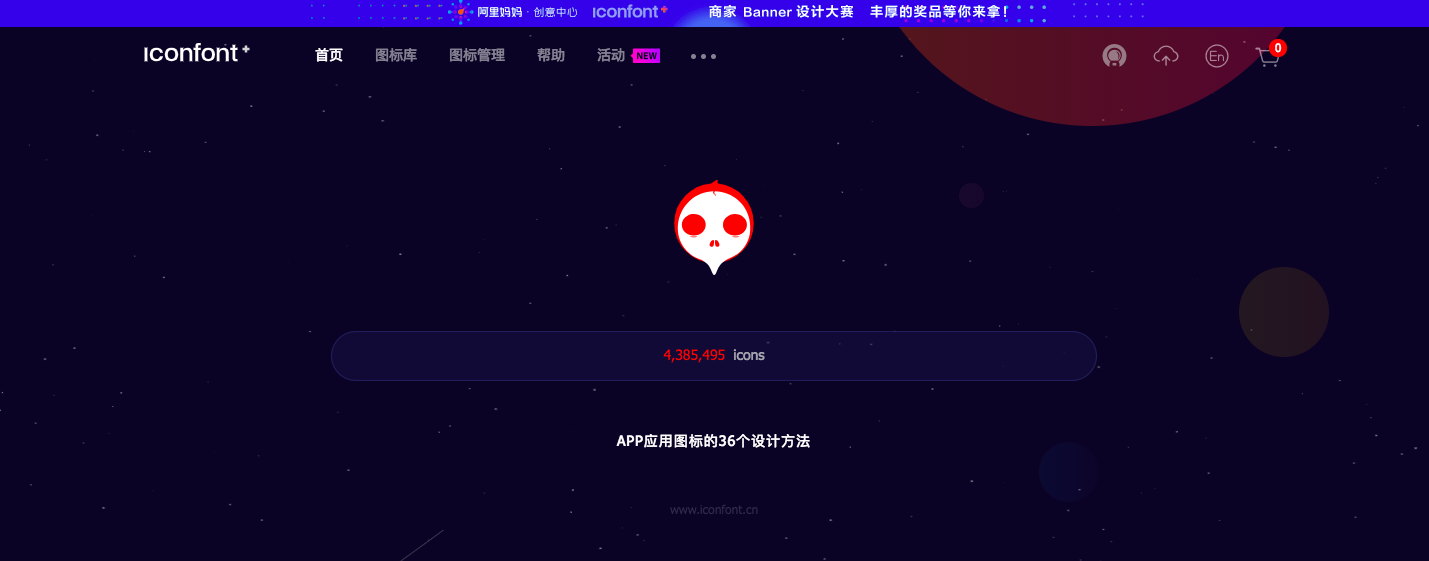 阿里妈妈 · 创意中心 iconfont+ 商家 Banner 设计大赛 丰厚的奖品等你来拿！
iconfont+ 首页 图标库 图标管理 帮助 活动 NEW ••• En 0
4,385,495 icons
APP应用图标的36个设计方法
www.iconfont.cn